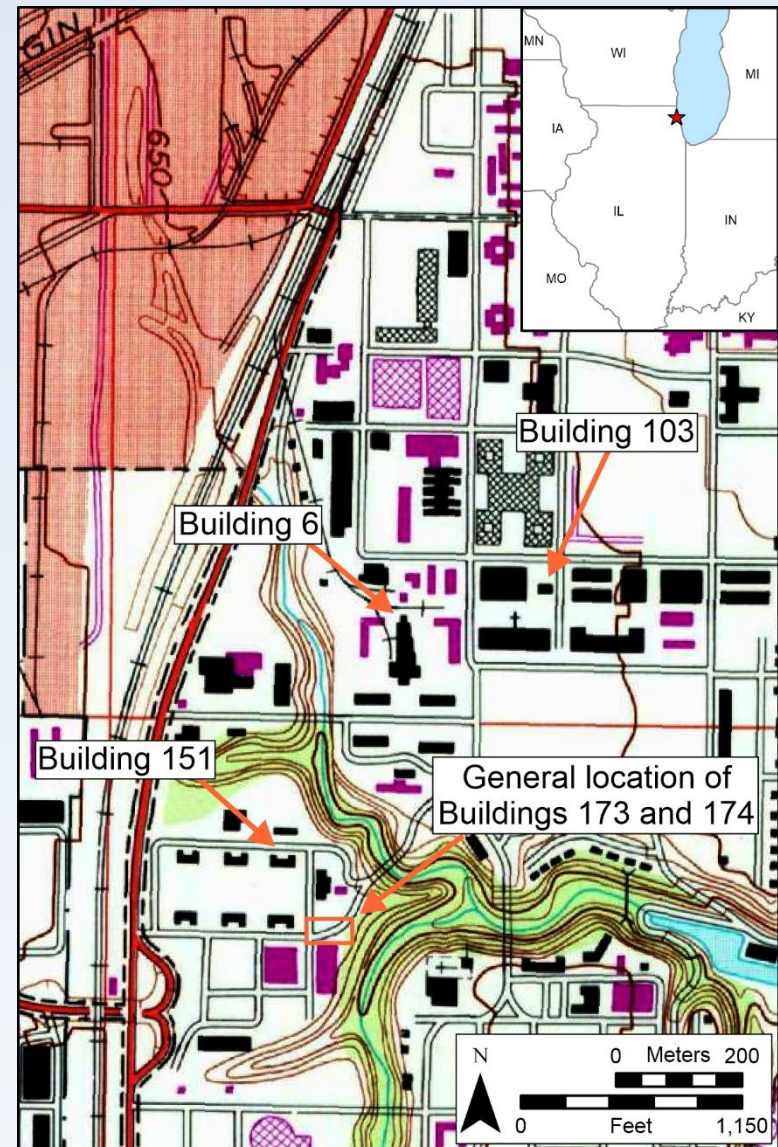 GIN
650
MN
WI
MI
IA
IL
IN
MO
KY
Building 103
Building 6
Building 151
General location of
Buildings 173 and 174
N
0 Meters 200
0 Feet 1,150